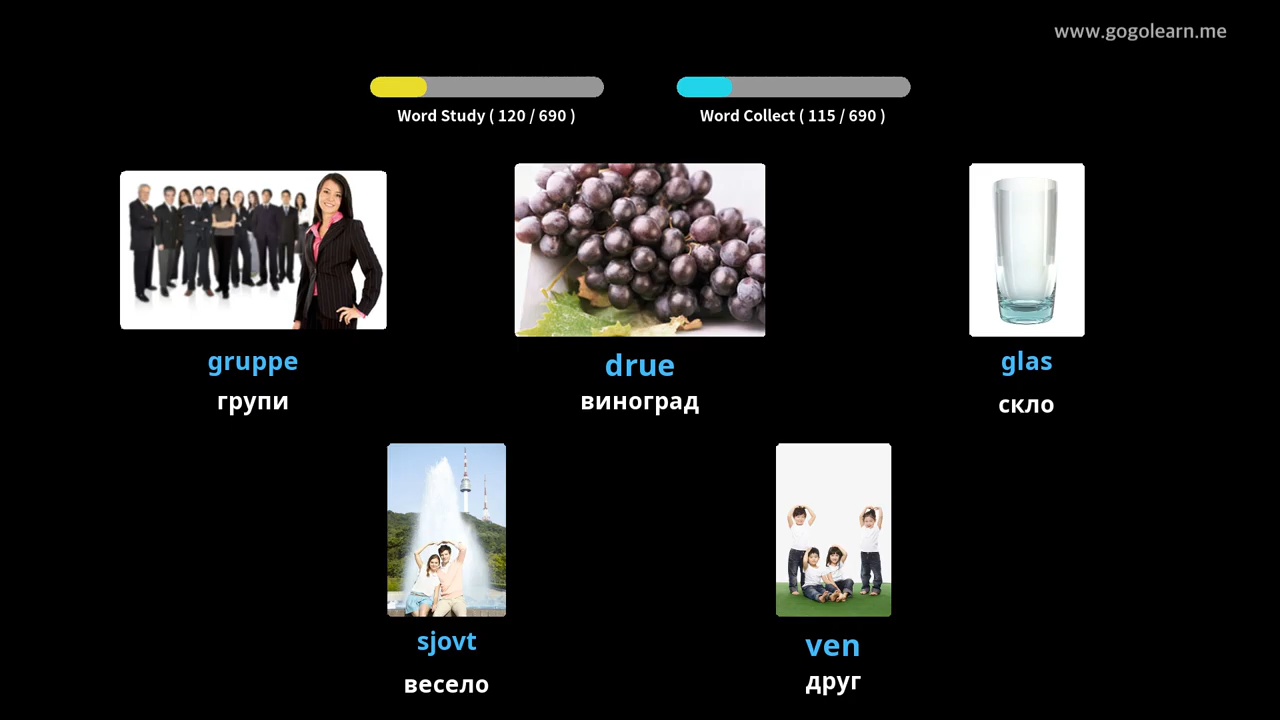 www.gogolearn.me
Word Study ( 120 / 690 )
Word Collect ( 115 / 690 )
gruppe
групи
drue
виноград
glas
скло
sjovt
весело
ven
друг